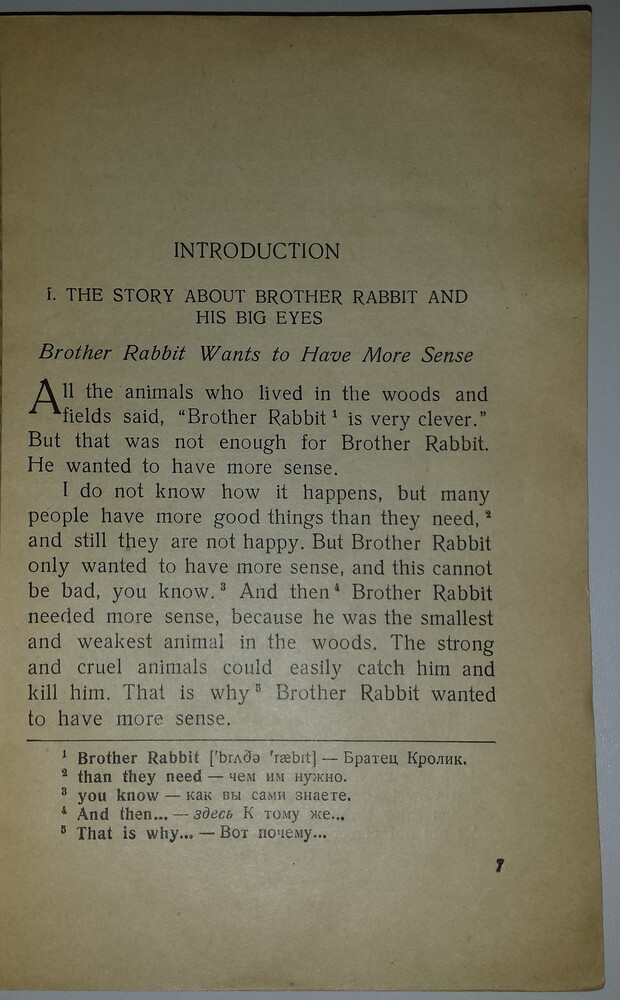 INTRODUCTION
I. THE STORY ABOUT BROTHER RABBIT AND
HIS BIG EYES
Brother Rabbit Wants to Have More Sense
All the animals who lived in the woods and
fields said, “Brother Rabbit ¹ is very clever.”
But that was not enough for Brother Rabbit.
He wanted to have more sense.
I do not know how it happens, but many
people have more good things than they need, ²
and still they are not happy. But Brother Rabbit
only wanted to have more sense, and this cannot
be bad, you know. ³ And then ⁴ Brother Rabbit
needed more sense, because he was the smallest
and weakest animal in the woods. The strong
and cruel animals could easily catch him and
kill him. That is why ⁵ Brother Rabbit wanted
to have more sense.
¹ Brother Rabbit [ˈbrʌðə ˈræbɪt] — Братец Кролик.
² than they need — чем им нужно.
³ you know — как вы сами знаете.
⁴ And then... — здесь К тому же...
⁵ That is why... — Вот почему...
7